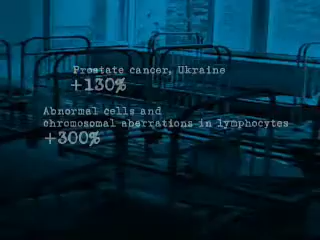 Prostate cancer, Ukraine
+130%
Abnormal cells and
chromosomal aberrations in lymphocytes
+300%